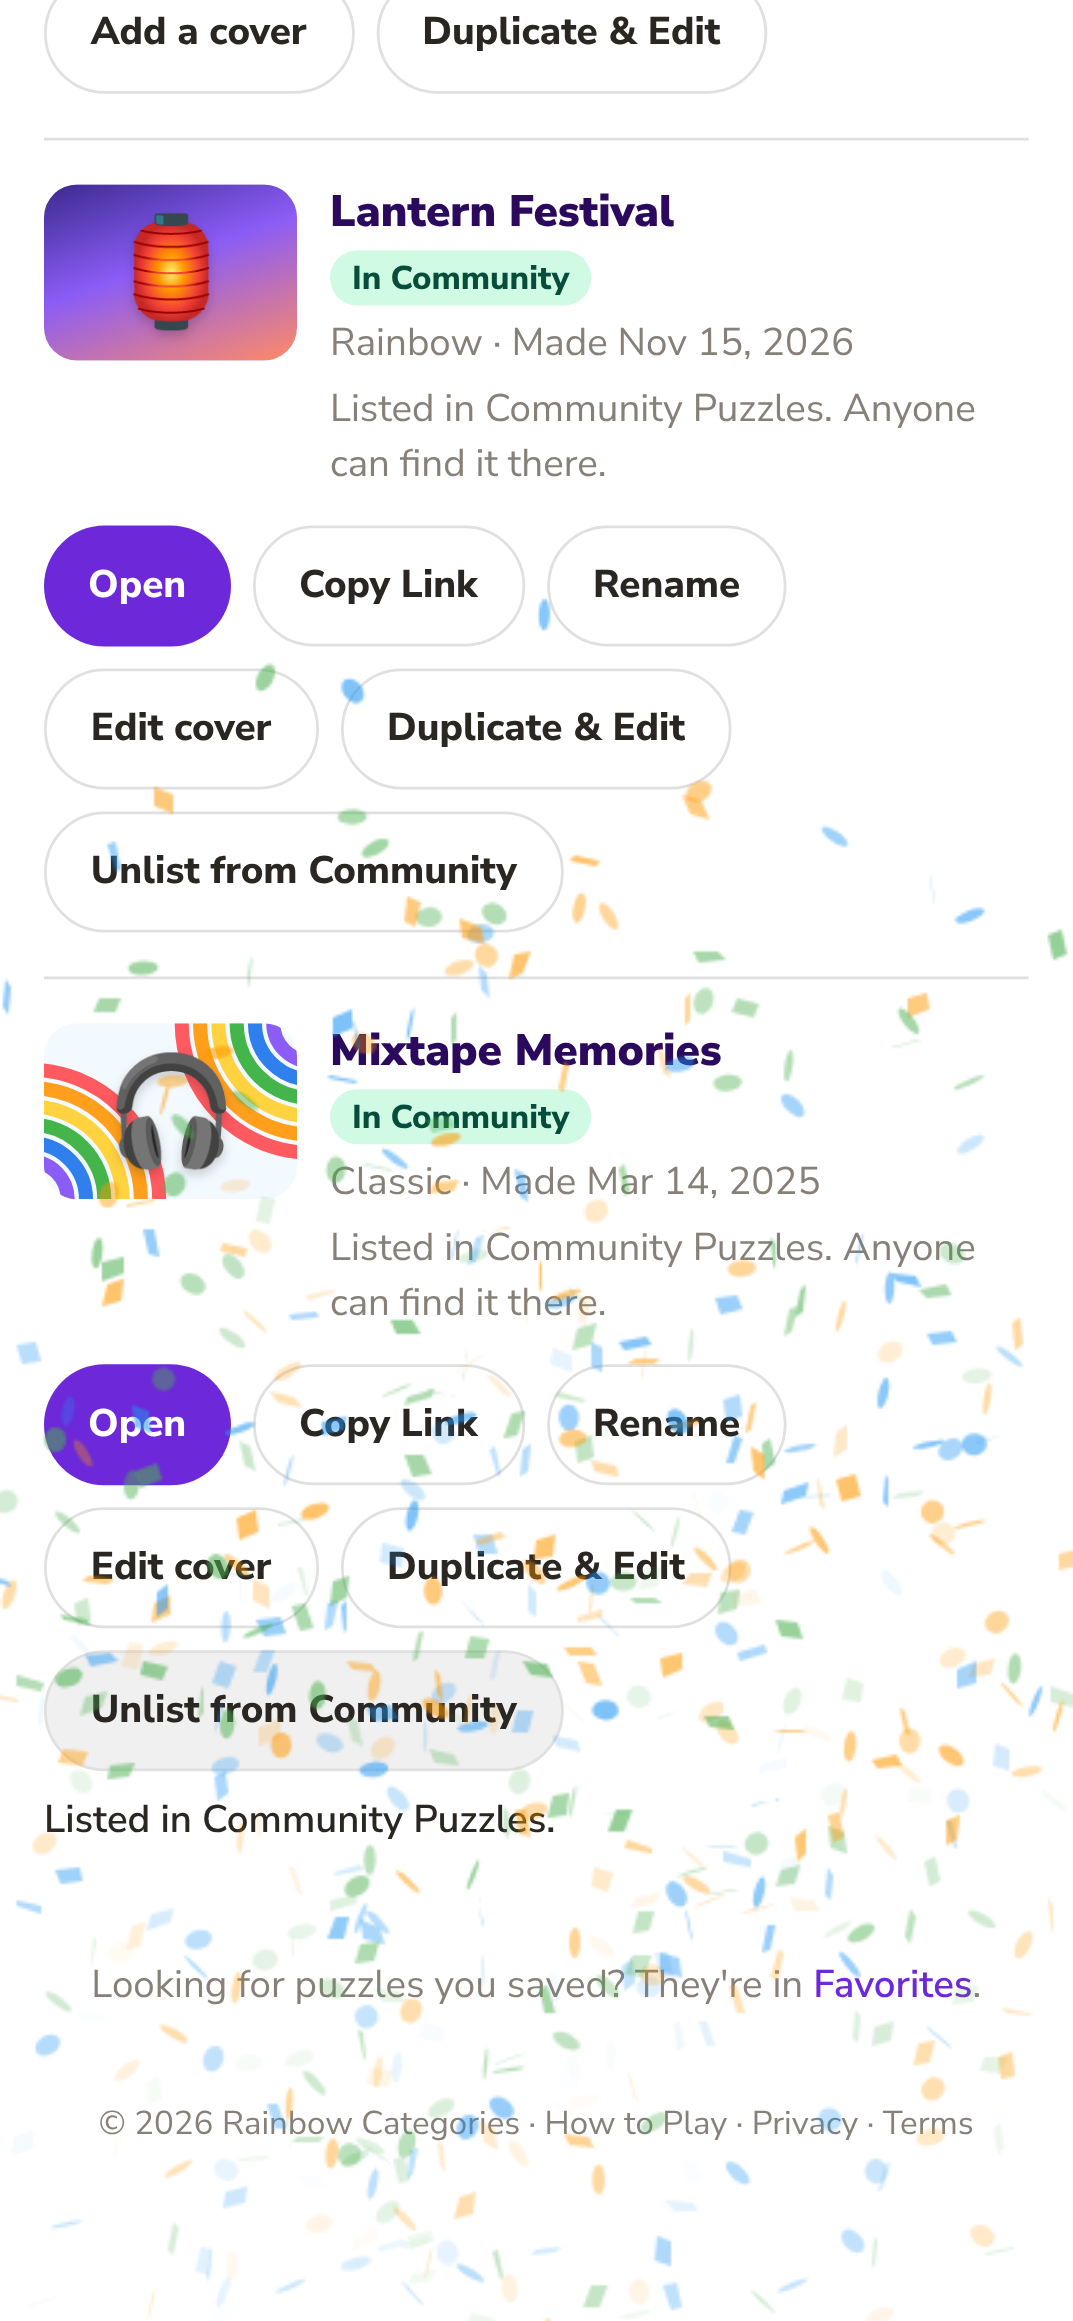 Add a cover
Duplicate & Edit
Lantern Festival
In Community
Rainbow · Made Nov 15, 2026
Listed in Community Puzzles. Anyone
can find it there.
Open
Copy Link
Rename
Edit cover
Duplicate & Edit
Unlist from Community
Mixtape Memories
In Community
Classic · Made Mar 14, 2025
Listed in Community Puzzles. Anyone
can find it there.
Open
Copy Link
Rename
Edit cover
Duplicate & Edit
Unlist from Community
Listed in Community Puzzles.
Looking for puzzles you saved? They're in Favorites.
© 2026 Rainbow Categories · How to Play · Privacy · Terms